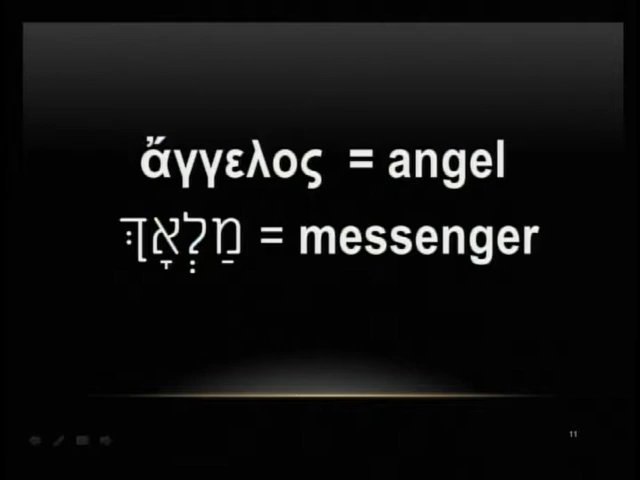 ἄγγελος = angel
מַלְאָךְ = messenger
11